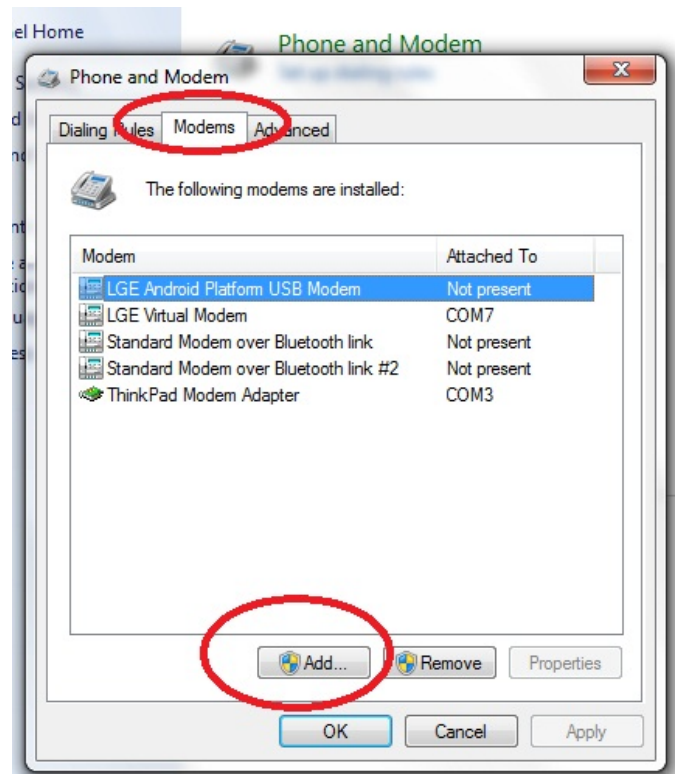 el Home
Phone and Modem
Phone and Modem
Dialing Rules Modems Advanced
The following modems are installed:
Modem Attached To
LGE Android Platform USB Modem Not present
LGE Virtual Modem COM7
Standard Modem over Bluetooth link Not present
Standard Modem over Bluetooth link #2 Not present
ThinkPad Modem Adapter COM3
Add... Remove Properties
OK Cancel Apply